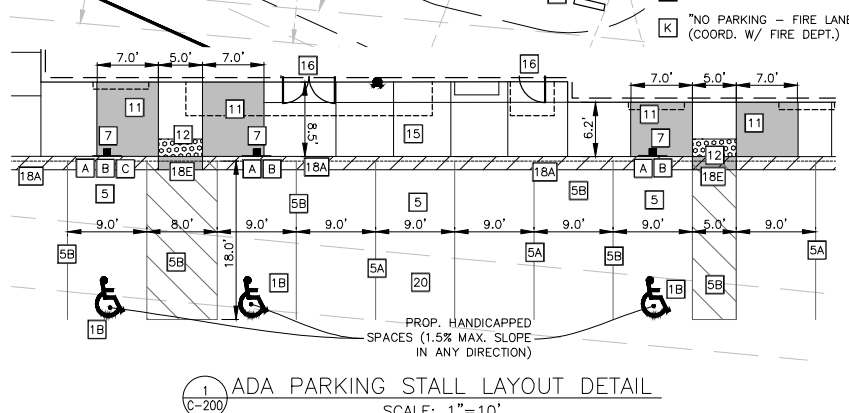 K "NO PARKING – FIRE LANE
(COORD. W/ FIRE DEPT.)
7.0' 5.0' 7.0' 16 16 7.0' 5.0' 7.0'
11 11 11 11
7 12 7 8.5' 15 6.2' 7 12
18A A B C 18E A B 18A 18A A B 18E
5 5B 5 5B 5
9.0' 8.0' 9.0' 9.0' 9.0' 9.0' 9.0' 5.0' 9.0'
5B 5B 18.0' 5A 5A 5B 5A
1B 20 1B 5B
1B
PROP. HANDICAPPED
SPACES (1.5% MAX. SLOPE
IN ANY DIRECTION)
1
C-200
ADA PARKING STALL LAYOUT DETAIL
SCALE: 1"=10'